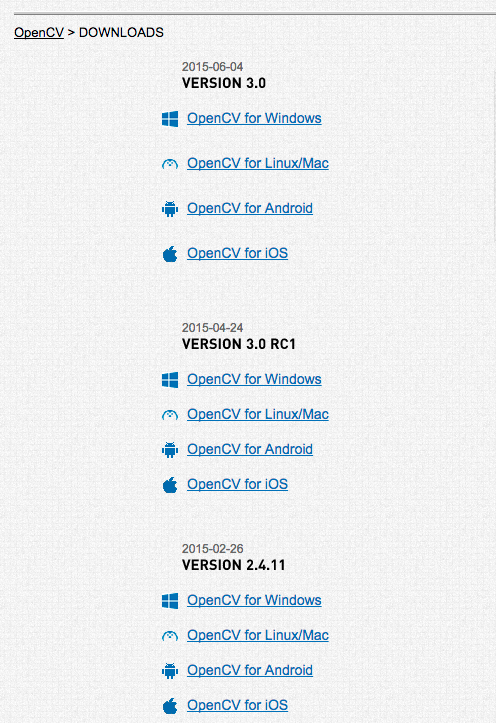 OpenCV > DOWNLOADS
2015-06-04
VERSION 3.0
OpenCV for Windows
OpenCV for Linux/Mac
OpenCV for Android
OpenCV for iOS
2015-04-24
VERSION 3.0 RC1
OpenCV for Windows
OpenCV for Linux/Mac
OpenCV for Android
OpenCV for iOS
2015-02-26
VERSION 2.4.11
OpenCV for Windows
OpenCV for Linux/Mac
OpenCV for Android
OpenCV for iOS